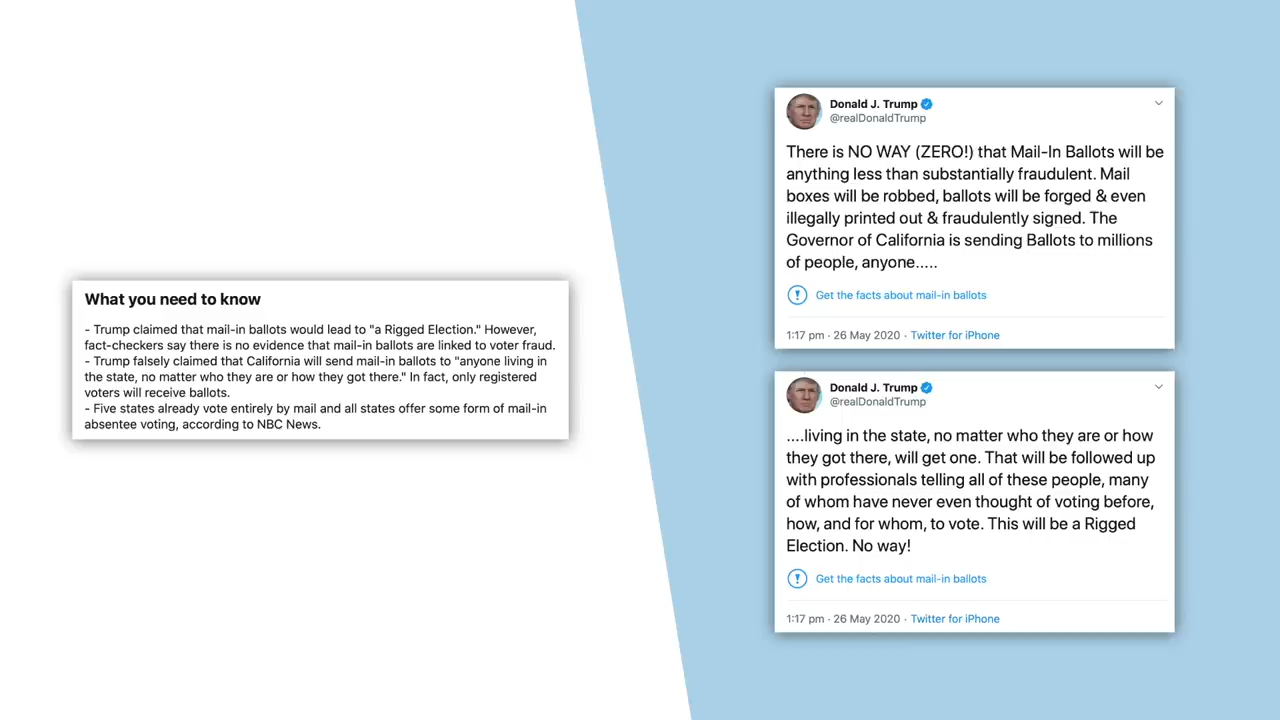 What you need to know
- Trump claimed that mail-in ballots would lead to "a Rigged Election." However,
fact-checkers say there is no evidence that mail-in ballots are linked to voter fraud.
- Trump falsely claimed that California will send mail-in ballots to "anyone living in
the state, no matter who they are or how they got there." In fact, only registered
voters will receive ballots.
- Five states already vote entirely by mail and all states offer some form of mail-in
absentee voting, according to NBC News.
Donald J. Trump
@realDonaldTrump
There is NO WAY (ZERO!) that Mail-In Ballots will be
anything less than substantially fraudulent. Mail
boxes will be robbed, ballots will be forged & even
illegally printed out & fraudulently signed. The
Governor of California is sending Ballots to millions
of people, anyone.....
Get the facts about mail-in ballots
1:17 pm · 26 May 2020 · Twitter for iPhone
Donald J. Trump
@realDonaldTrump
....living in the state, no matter who they are or how
they got there, will get one. That will be followed up
with professionals telling all of these people, many
of whom have never even thought of voting before,
how, and for whom, to vote. This will be a Rigged
Election. No way!
Get the facts about mail-in ballots
1:17 pm · 26 May 2020 · Twitter for iPhone